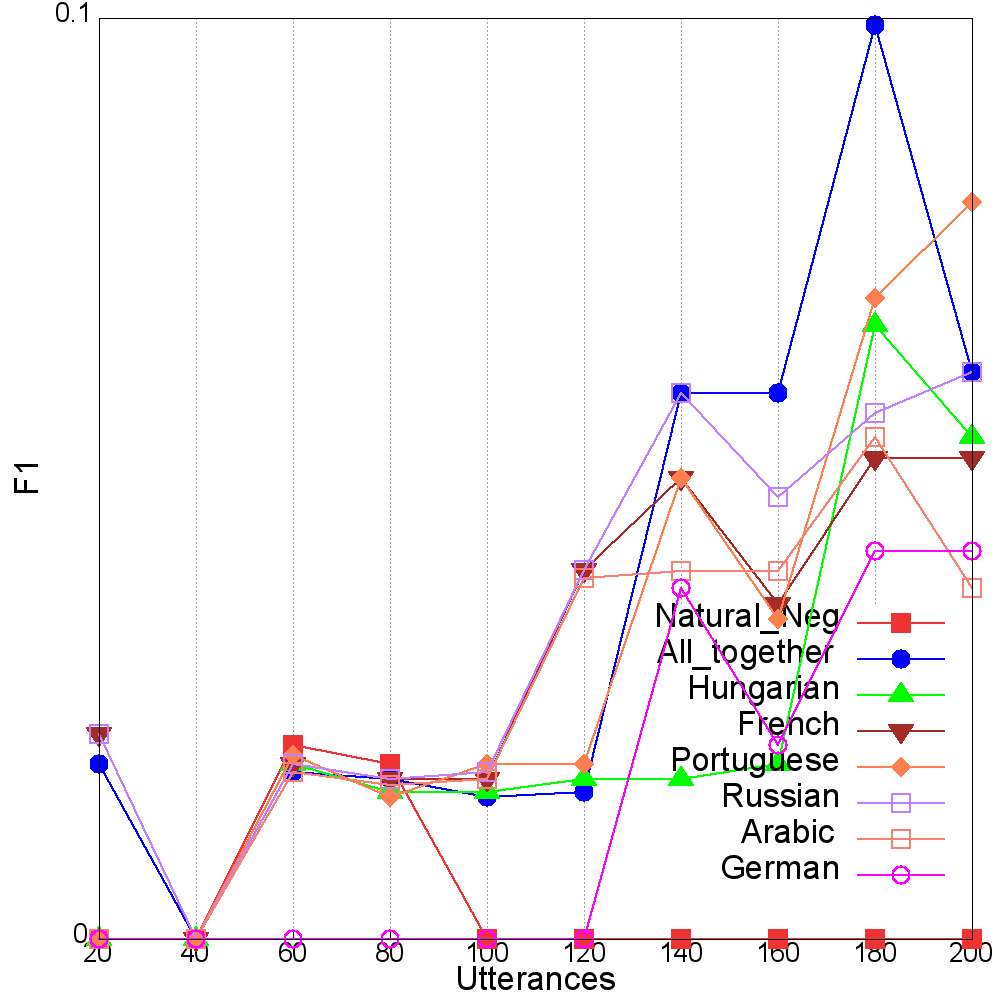 0.1
F1
Natural_Neg
All_together
Hungarian
French
Portuguese
Russian
Arabic
German
0
20 40 60 80 100 120 140 160 180 200
Utterances